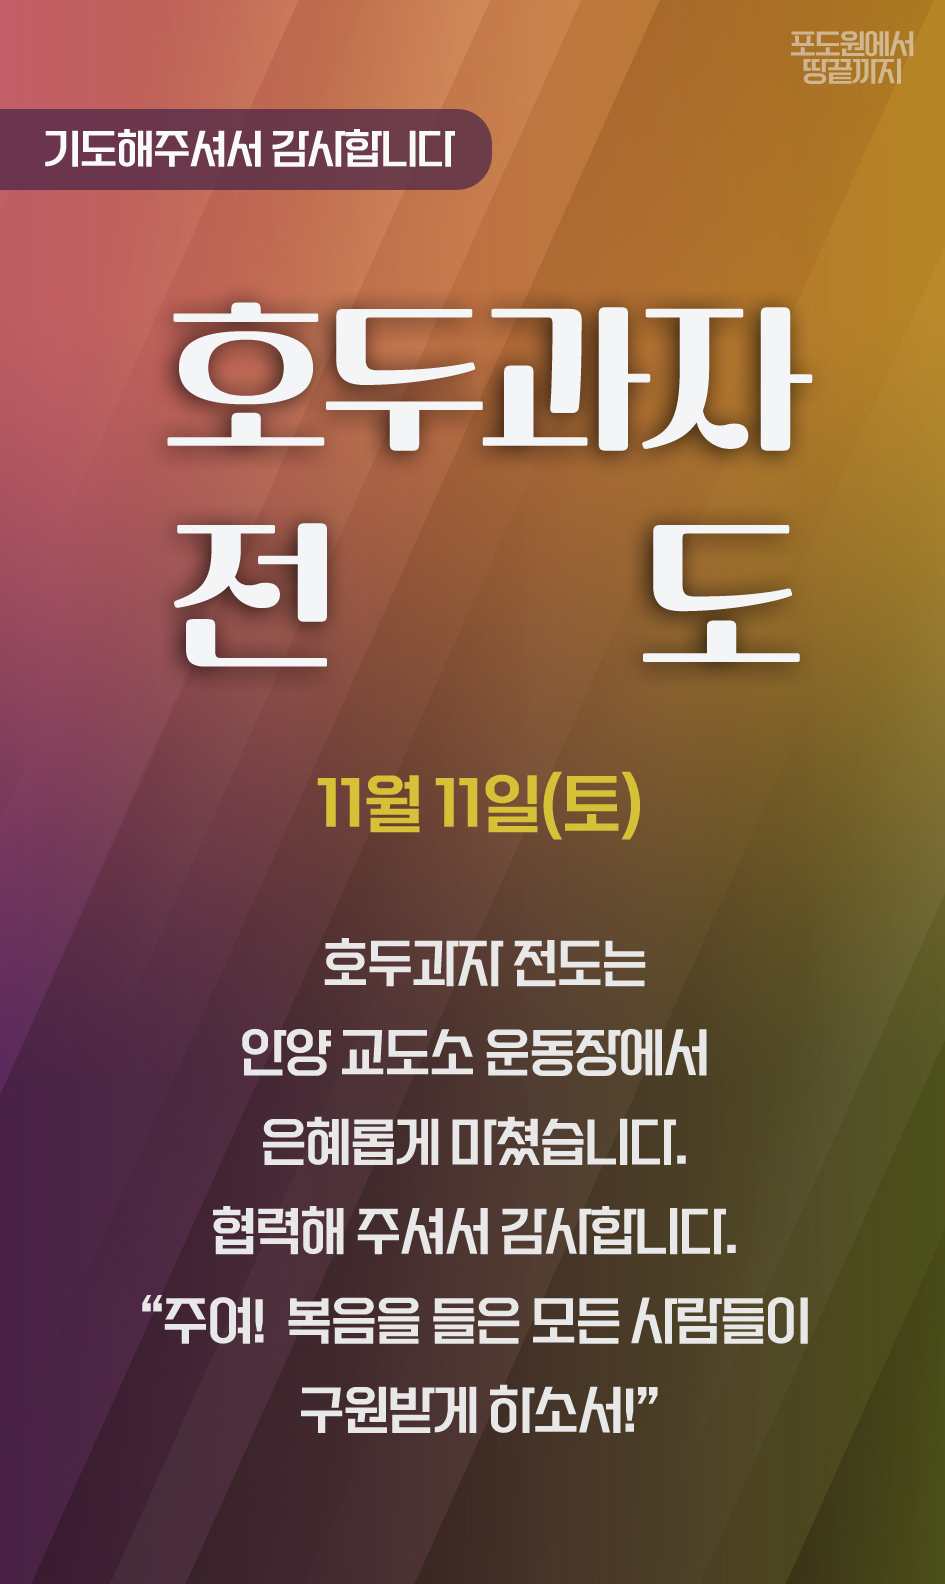 포도원에서
땅끝까지
기도해주셔서 감사합니다
호두과자
전 도
11월 11일(토)
호두과자 전도는
안양 교도소 운동장에서
은혜롭게 마쳤습니다.
협력해 주셔서 감사합니다.
“주여! 복음을 들은 모든 사람들이
구원받게 하소서!”